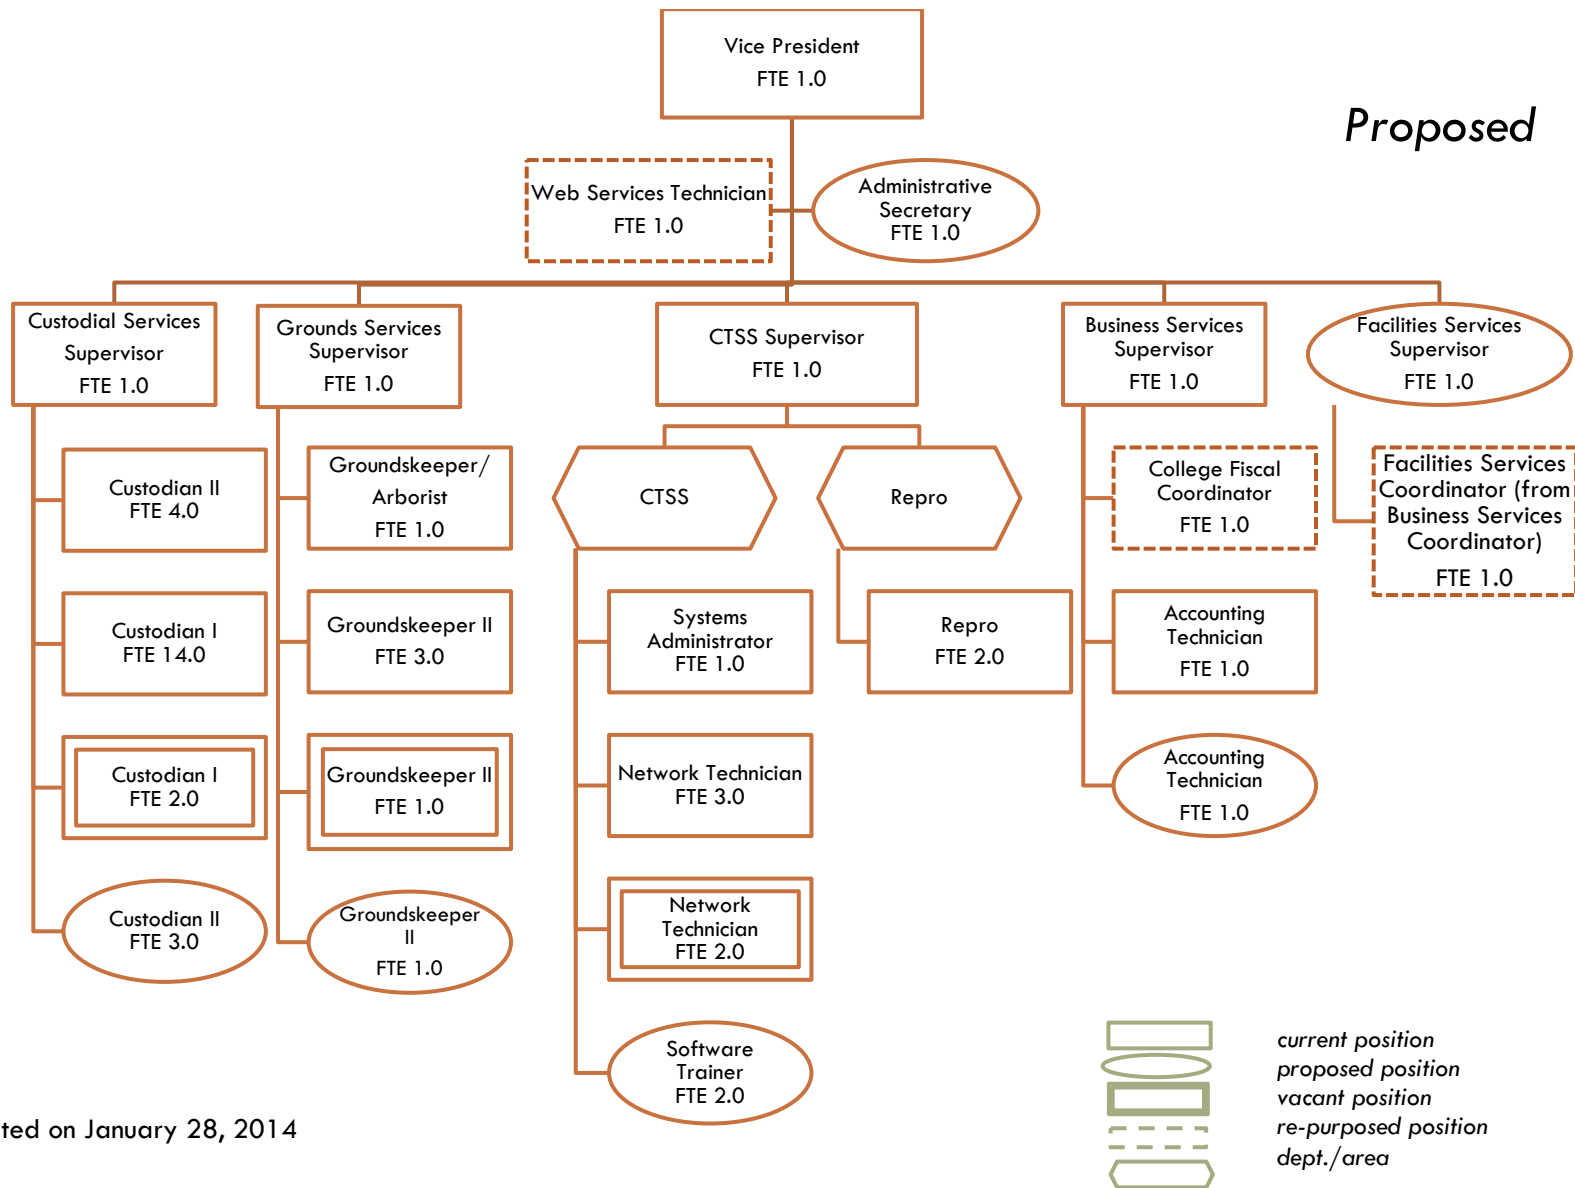 Vice President
FTE 1.0
Proposed
Web Services Technician
FTE 1.0
Administrative
Secretary
FTE 1.0
Custodial Services
Supervisor
FTE 1.0
Grounds Services
Supervisor
FTE 1.0
CTSS Supervisor
FTE 1.0
Business Services
Supervisor
FTE 1.0
Facilities Services
Supervisor
FTE 1.0
Custodian II
FTE 4.0
Groundskeeper/
Arborist
FTE 1.0
CTSS
Repro
College Fiscal
Coordinator
FTE 1.0
Facilities Services
Coordinator (from
Business Services
Coordinator)
FTE 1.0
Custodian I
FTE 14.0
Groundskeeper II
FTE 3.0
Systems
Administrator
FTE 1.0
Repro
FTE 2.0
Accounting
Technician
FTE 1.0
Custodian I
FTE 2.0
Groundskeeper II
FTE 1.0
Network Technician
FTE 3.0
Accounting
Technician
FTE 1.0
Custodian II
FTE 3.0
Groundskeeper
II
FTE 1.0
Network
Technician
FTE 2.0
Software
Trainer
FTE 2.0
current position
proposed position
vacant position
re-purposed position
dept./area
ted on January 28, 2014